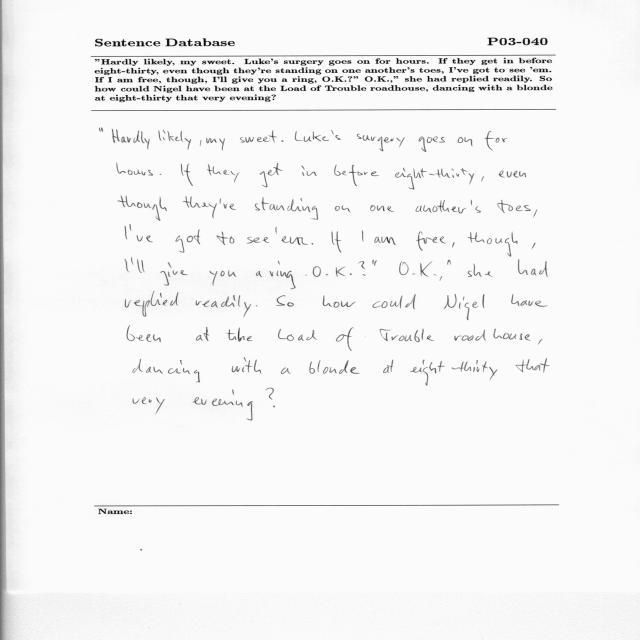 Sentence Database P03-040
"Hardly likely, my sweet. Luke's surgery goes on for hours. If they get in before
eight-thirty, even though they're standing on one another's toes, I've got to see 'em.
If I am free, though, I'll give you a ring, O.K.?" O.K.," she had replied readily. So
how could Nigel have been at the Load of Trouble roadhouse, dancing with a blonde
at eight-thirty that very evening?
"Hardly likely, my sweet. Luke's surgery goes on for
hours. If they get in before eight-thirty, even
though they're standing on one another's toes,
I've got to see 'em. If I am free, though,
I'll give you a ring. O.K.?" O.K.," she had
replied readily. So how could Nigel have
been at the Load of Trouble roadhouse,
dancing with a blonde at eight-thirty that
very evening?
Name: